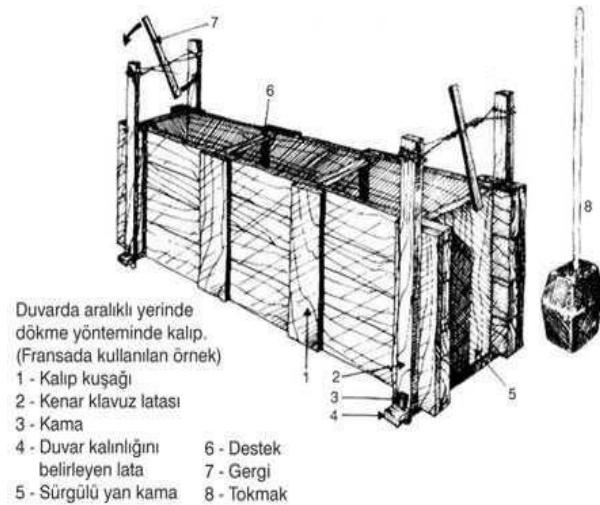 7
6
8
Duvarda aralıklı yerinde
dökme yönteminde kalıp.
(Fransada kullanılan örnek)
1 - Kalıp kuşağı
2 - Kenar klavuz latası
3 - Kama
4 - Duvar kalınlığını
belirleyen lata
5 - Sürgülü yan kama
6 - Destek
7 - Gergi
8 - Tokmak
1
2
3
4
5